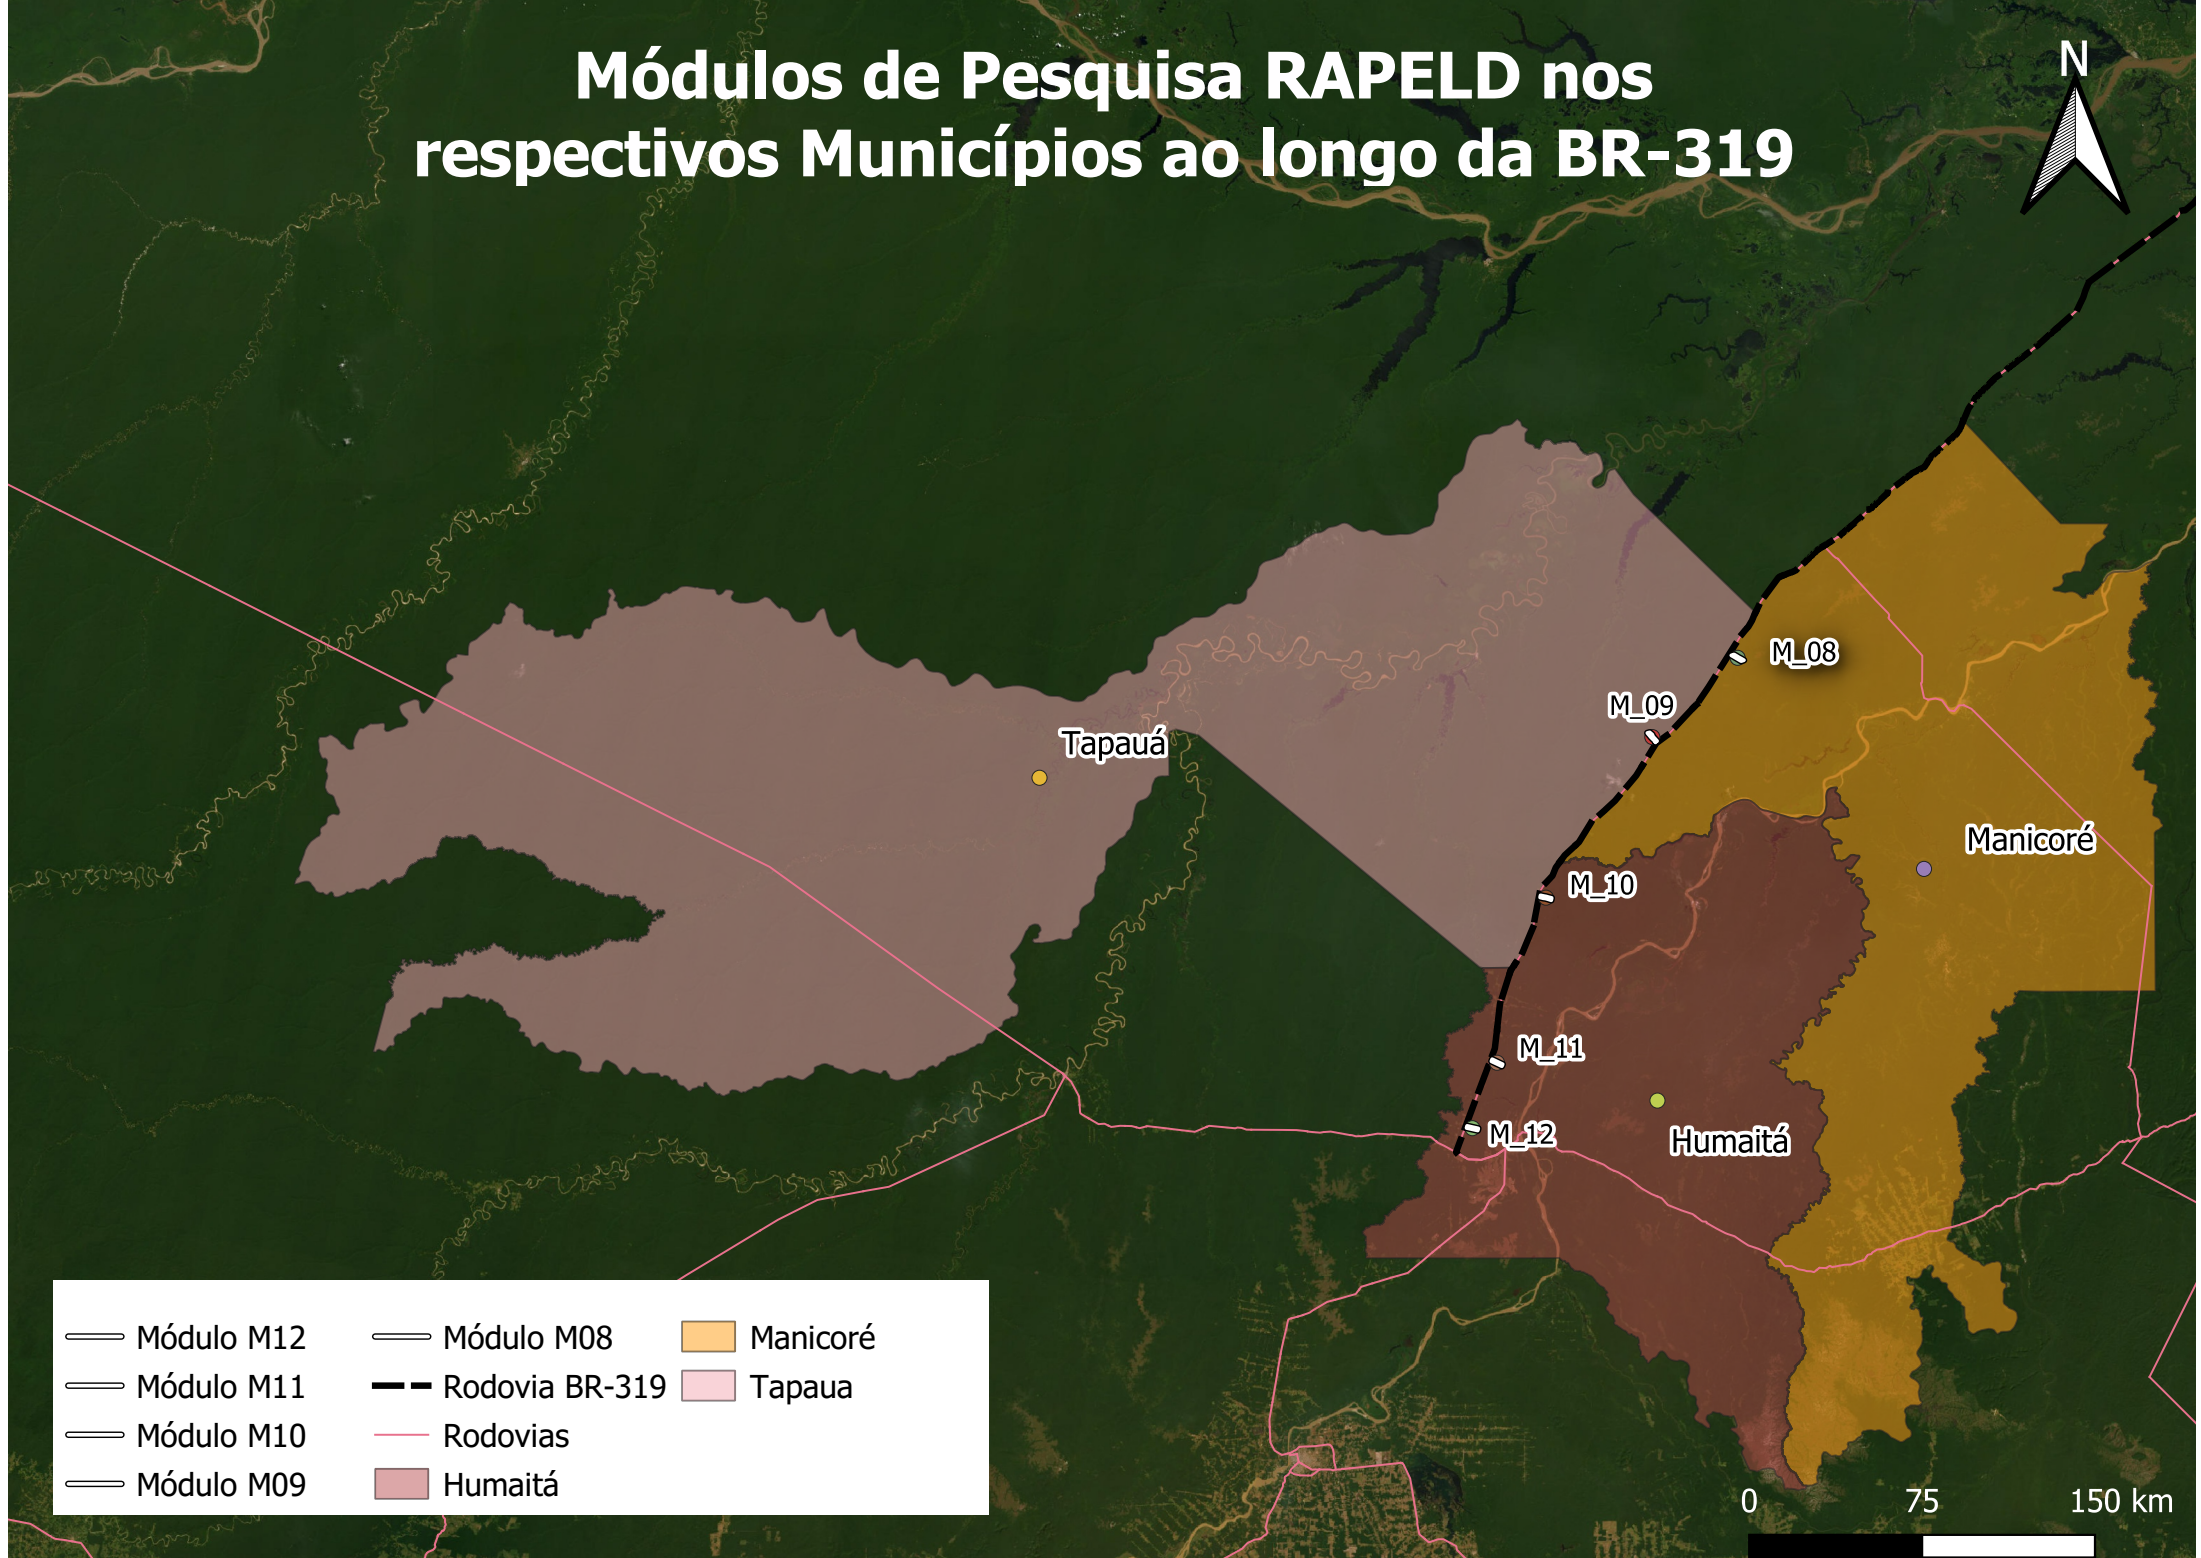 Módulos de Pesquisa RAPELD nos
respectivos Municípios ao longo da BR-319
N
M_08
M_09
Tapauá
Manicoré
M_10
M_11
M_12
Humaitá
Módulo M12
Módulo M11
Módulo M10
Módulo M09
Módulo M08
Rodovia BR-319
Rodovias
Humaitá
Manicoré
Tapaua
0 75 150 km